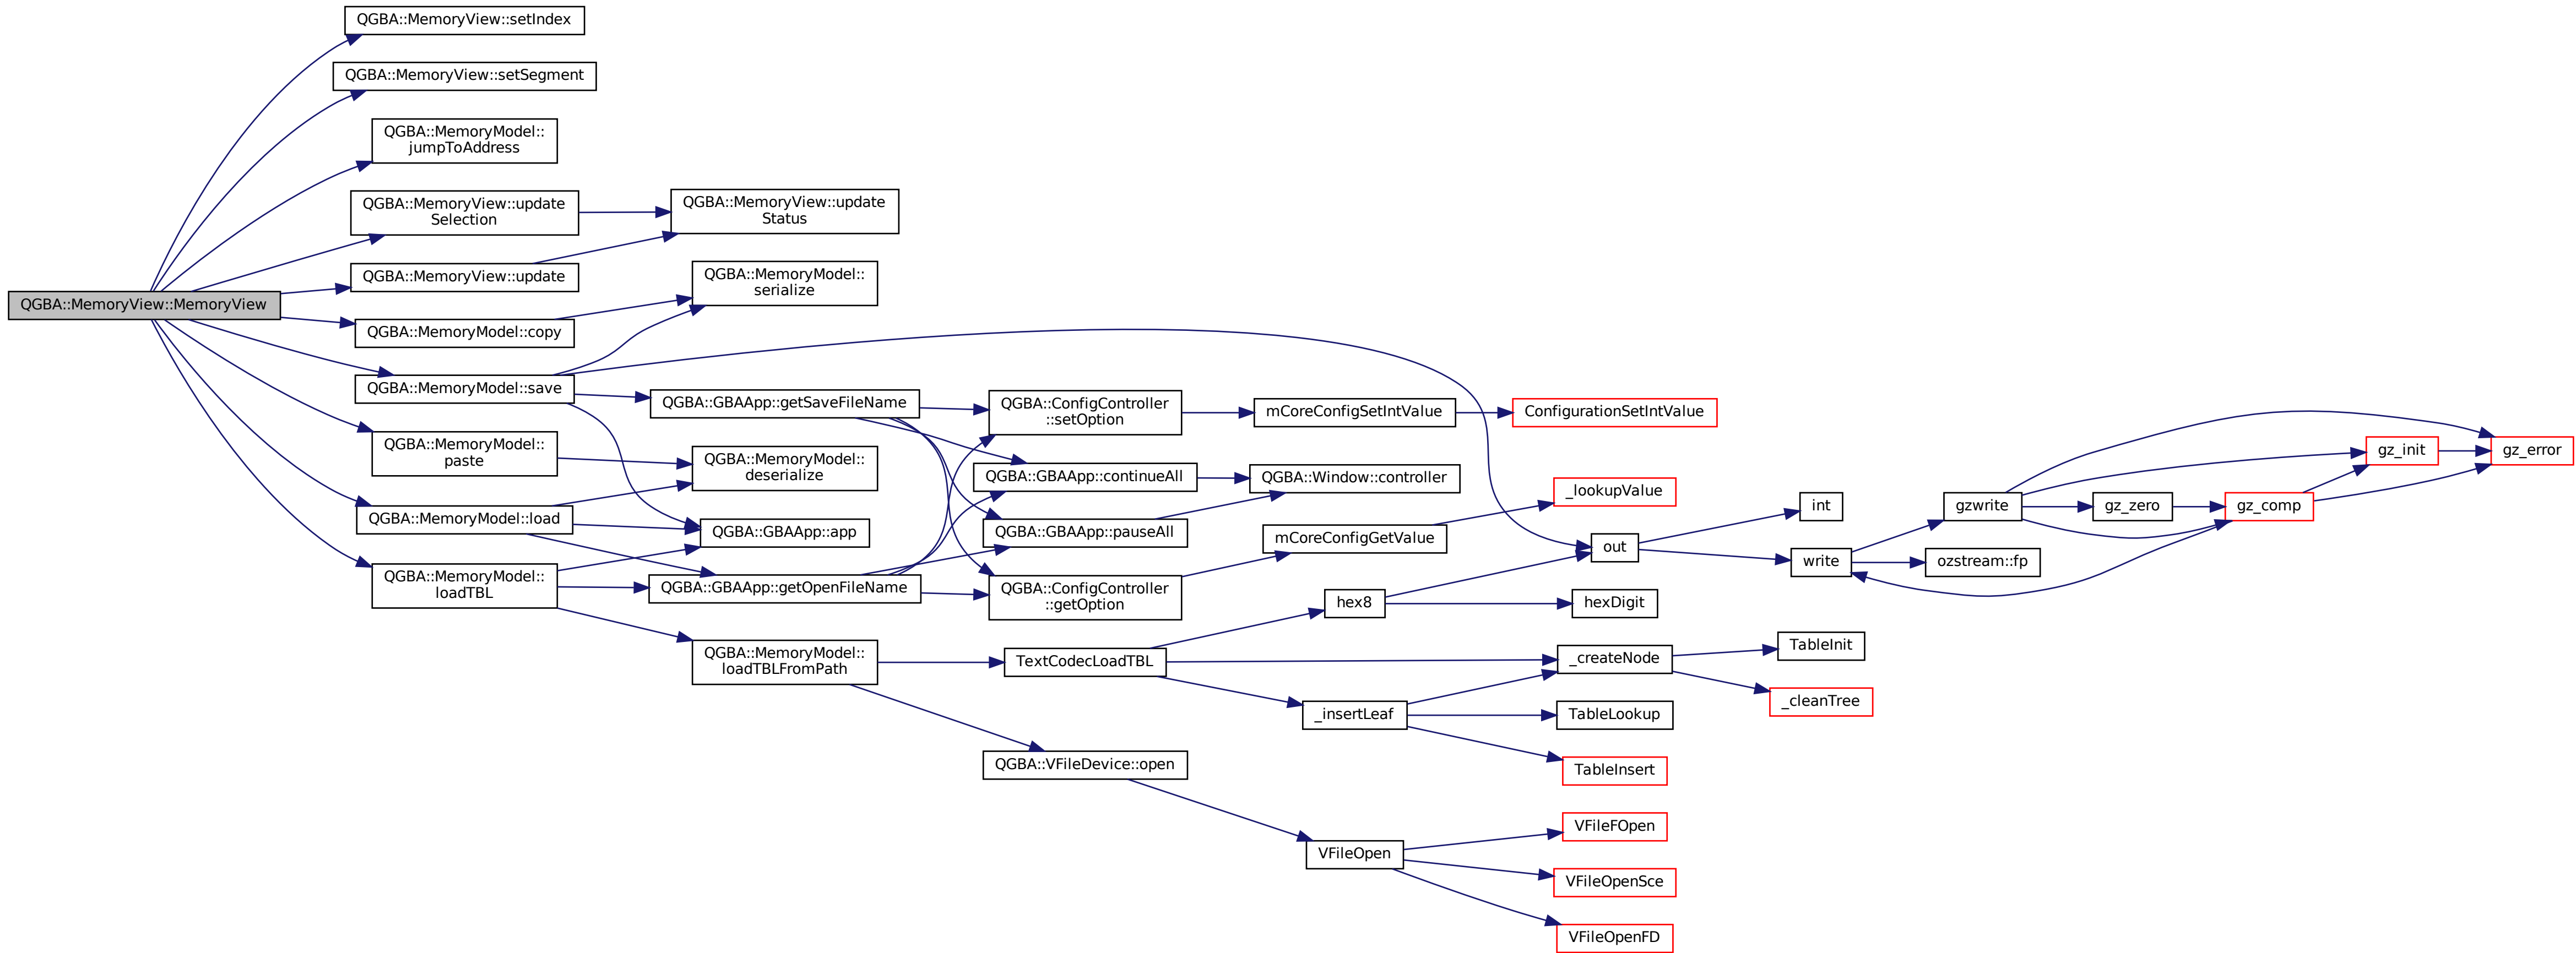 QGBA::MemoryView::MemoryView
QGBA::MemoryView::setIndex
QGBA::MemoryView::setSegment
QGBA::MemoryModel::
jumpToAddress
QGBA::MemoryView::update
Selection
QGBA::MemoryView::update
QGBA::MemoryModel::copy
QGBA::MemoryModel::save
QGBA::MemoryModel::
paste
QGBA::MemoryModel::load
QGBA::MemoryModel::
loadTBL
QGBA::MemoryView::update
Status
QGBA::MemoryModel::
serialize
QGBA::GBAApp::getSaveFileName
QGBA::MemoryModel::
deserialize
QGBA::GBAApp::app
QGBA::GBAApp::getOpenFileName
QGBA::MemoryModel::
loadTBLFromPath
QGBA::ConfigController
::setOption
QGBA::GBAApp::continueAll
QGBA::GBAApp::pauseAll
QGBA::ConfigController
::getOption
TextCodecLoadTBL
QGBA::VFileDevice::open
mCoreConfigSetIntValue
QGBA::Window::controller
mCoreConfigGetValue
hex8
_insertLeaf
VFileOpen
ConfigurationSetIntValue
_lookupValue
out
hexDigit
_createNode
TableLookup
TableInsert
VFileFOpen
VFileOpenSce
VFileOpenFD
int
write
TableInit
_cleanTree
gzwrite
ozstream::fp
gz_zero
gz_comp
gz_init
gz_error